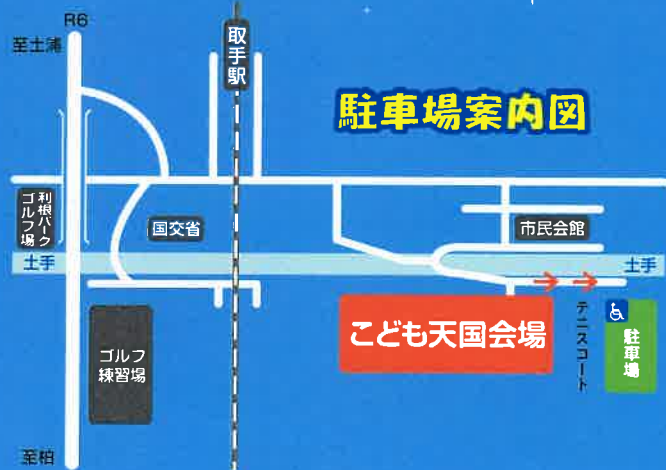 R6
至土浦
取手駅
駐車場案内図
利根パーク
ゴルフ場
国交省
市民会館
土手
土手
こども天国会場
テニスコート
駐車場
ゴルフ
練習場
至柏